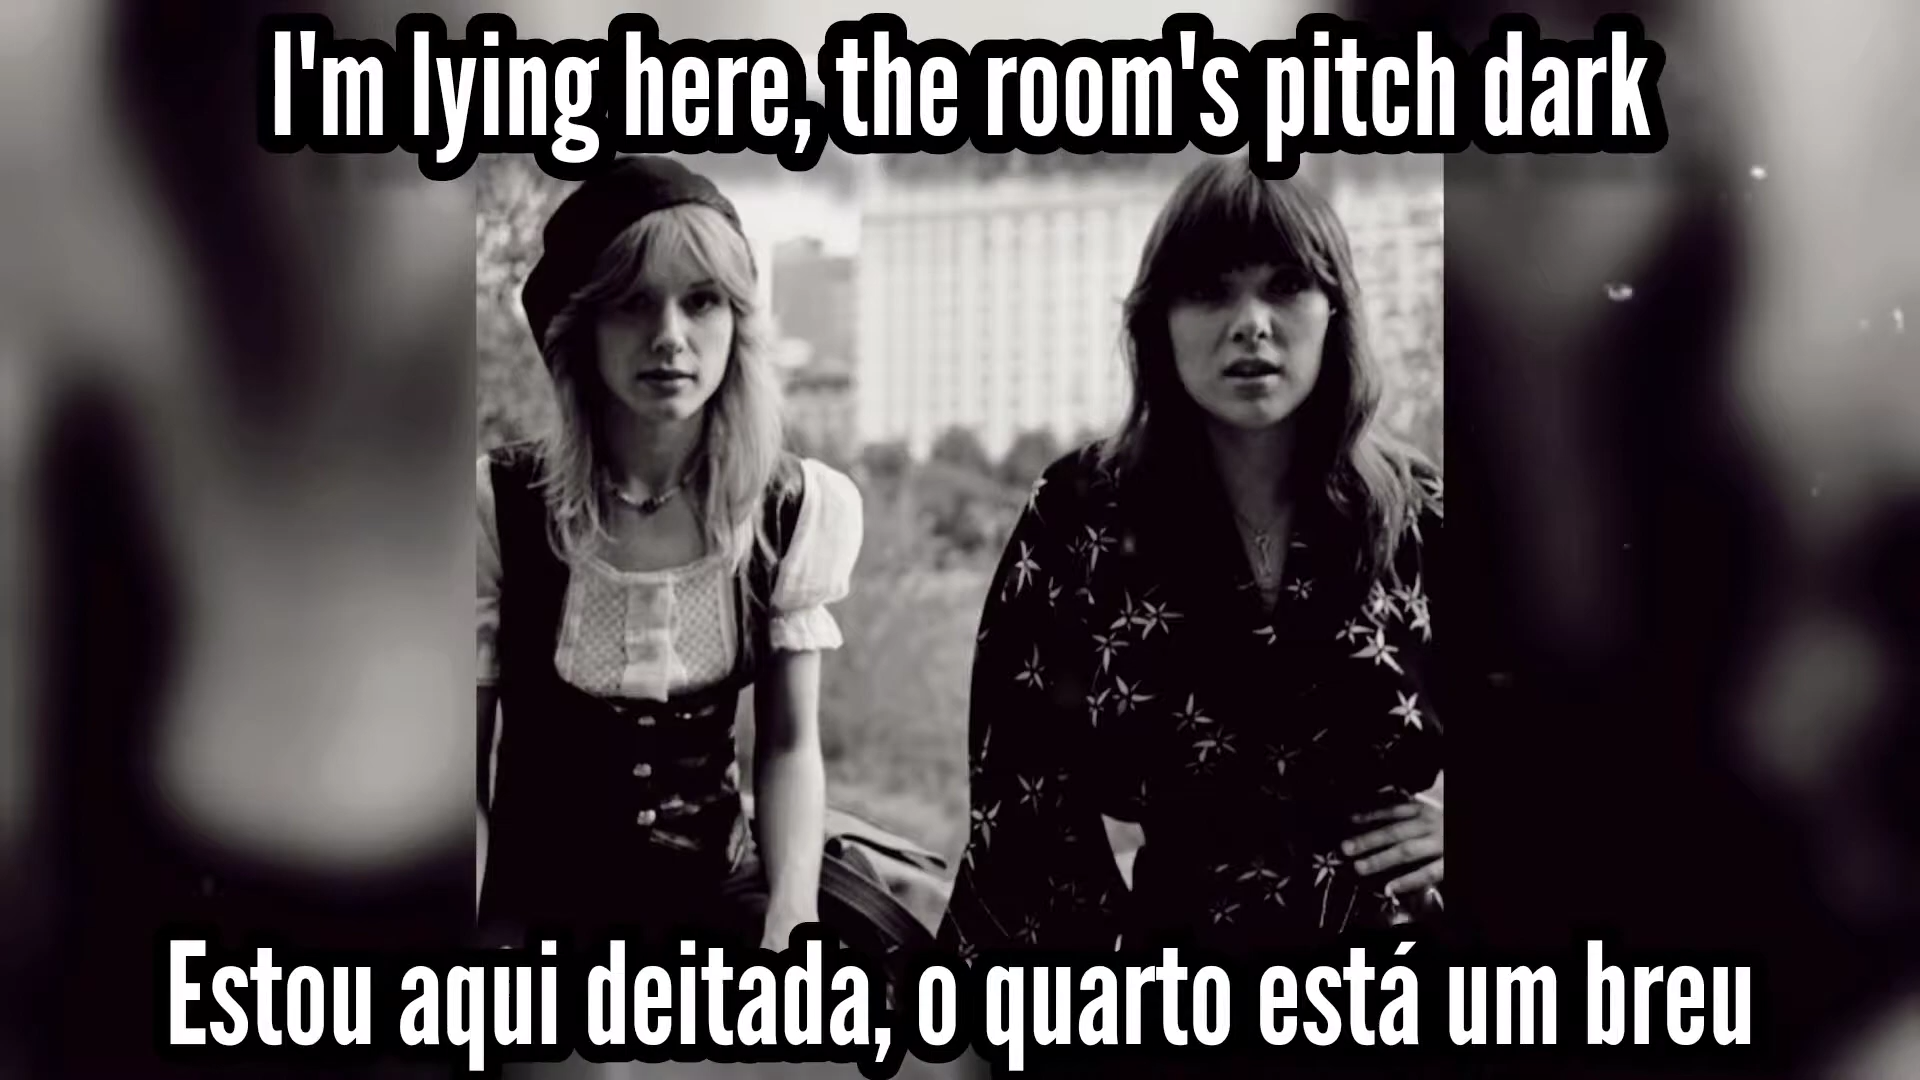 I'm lying here, the room's pitch dark
Estou aqui deitada, o quarto está um breu